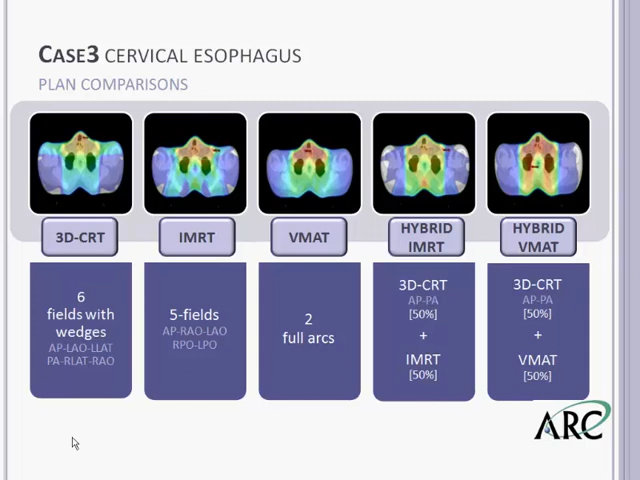 CASE3 CERVICAL ESOPHAGUS
PLAN COMPARISONS
3D-CRT
IMRT
VMAT
HYBRID
IMRT
HYBRID
VMAT
6
fields with
wedges
AP-LAO-LLAT
PA-RLAT-RAO
5-fields
AP-RAO-LAO
RPO-LPO
2
full arcs
3D-CRT
AP-PA
[50%]
+
IMRT
[50%]
3D-CRT
AP-PA
[50%]
+
VMAT
[50%]
ARC